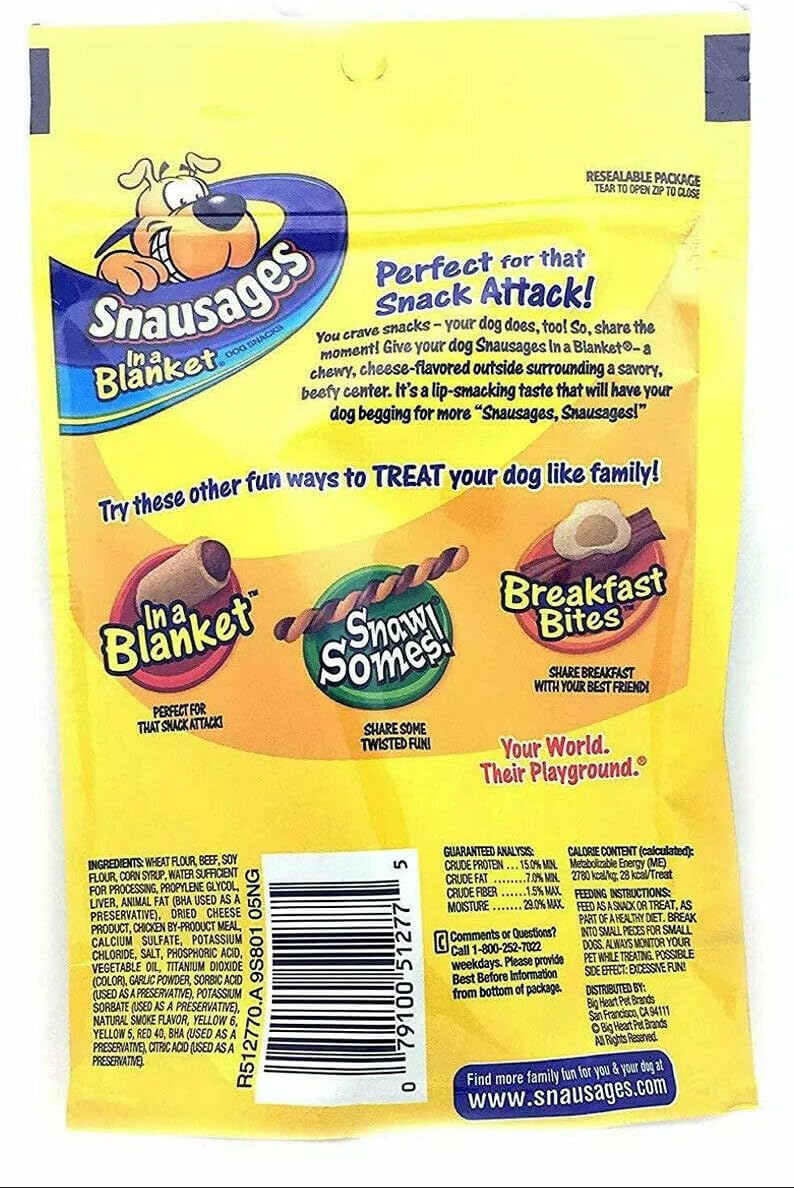 RESEALABLE PACKAGE
TEAR TO OPEN ZIP TO CLOSE
Snausages
In a
Blanket® DOG SNACKS
Perfect for that
Snack Attack!
You crave snacks – your dog does, too! So, share the
moment! Give your dog Snausages In a Blanket® – a
chewy, cheese-flavored outside surrounding a savory,
beefy center. It's a lip-smacking taste that will have your
dog begging for more "Snausages, Snausages!"
Try these other fun ways to TREAT your dog like family!
In a
Blanket™
PERFECT FOR
THAT SNACK ATTACK!
Snaw
Somes!
SHARE SOME
TWISTED FUN!
Breakfast
Bites™
SHARE BREAKFAST
WITH YOUR BEST FRIEND!
Your World.
Their Playground.®
INGREDIENTS: WHEAT FLOUR, BEEF, SOY
FLOUR, CORN SYRUP, WATER SUFFICIENT
FOR PROCESSING, PROPYLENE GLYCOL,
LIVER, ANIMAL FAT (BHA USED AS A
PRESERVATIVE), DRIED CHEESE
PRODUCT, CHICKEN BY-PRODUCT MEAL,
CALCIUM SULFATE, POTASSIUM
CHLORIDE, SALT, PHOSPHORIC ACID,
VEGETABLE OIL, TITANIUM DIOXIDE
(COLOR), GARLIC POWDER, SORBIC ACID
(USED AS A PRESERVATIVE), POTASSIUM
SORBATE (USED AS A PRESERVATIVE),
NATURAL SMOKE FLAVOR, YELLOW 6,
YELLOW 5, RED 40, BHA (USED AS A
PRESERVATIVE), CITRIC ACID (USED AS A
PRESERVATIVE).
R512770.A 9S801 05NG
0 79100 51277 5
GUARANTEED ANALYSIS:
CRUDE PROTEIN ... 15.0% MIN.
CRUDE FAT ........ 7.0% MIN.
CRUDE FIBER ....... 1.5% MAX.
MOISTURE ....... 29.0% MAX.
Comments or Questions?
Call 1-800-252-7022
weekdays. Please provide
Best Before Information
from bottom of package.
CALORIE CONTENT (calculated):
Metabolizable Energy (ME)
2780 kcal/kg; 28 kcal/Treat
FEEDING INSTRUCTIONS:
FEED AS A SNACK OR TREAT, AS
PART OF A HEALTHY DIET. BREAK
INTO SMALL PIECES FOR SMALL
DOGS. ALWAYS MONITOR YOUR
PET WHILE TREATING. POSSIBLE
SIDE EFFECT: EXCESSIVE FUN!
DISTRIBUTED BY:
Big Heart Pet Brands
San Francisco, CA 94111
© Big Heart Pet Brands
All Rights Reserved.
Find more family fun for you & your dog at
www.snausages.com